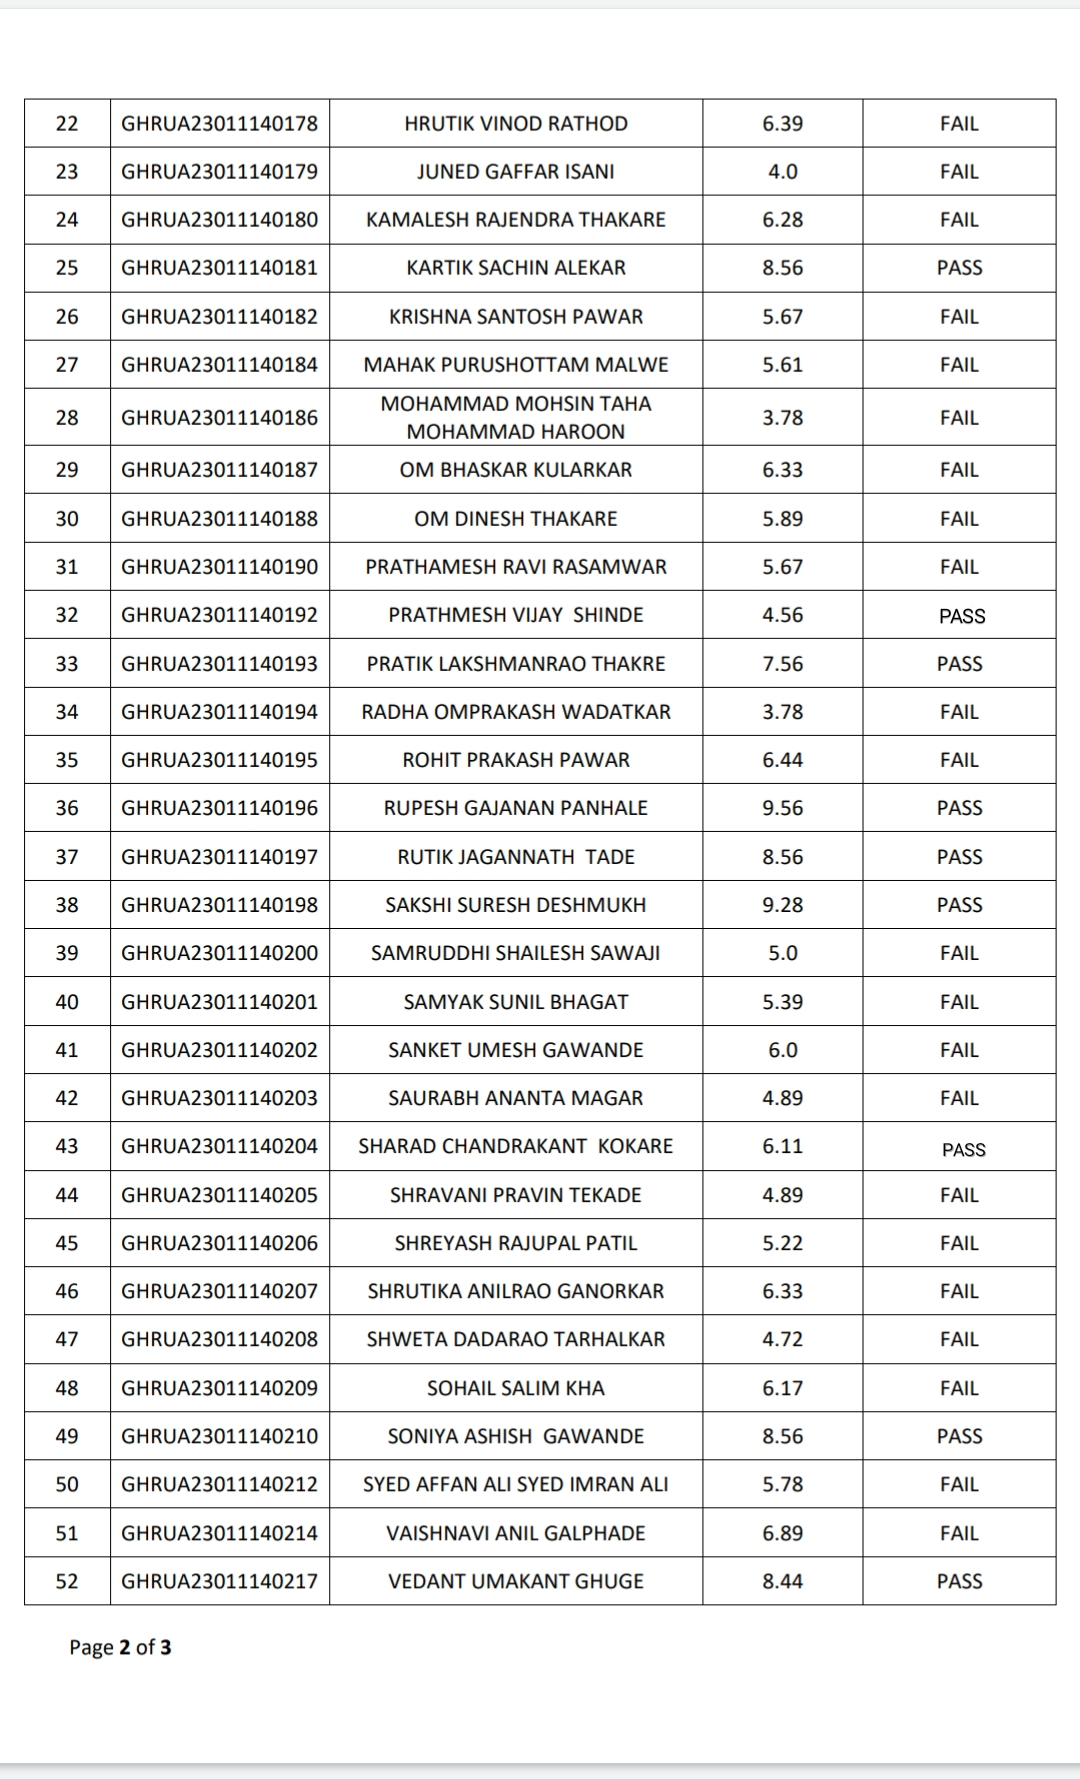 22 GHRUA23011140178 HRUTIK VINOD RATHOD 6.39 FAIL
23 GHRUA23011140179 JUNED GAFFAR ISANI 4.0 FAIL
24 GHRUA23011140180 KAMALESH RAJENDRA THAKARE 6.28 FAIL
25 GHRUA23011140181 KARTIK SACHIN ALEKAR 8.56 PASS
26 GHRUA23011140182 KRISHNA SANTOSH PAWAR 5.67 FAIL
27 GHRUA23011140184 MAHAK PURUSHOTTAM MALWE 5.61 FAIL
28 GHRUA23011140186 MOHAMMAD MOHSIN TAHA
MOHAMMAD HAROON 3.78 FAIL
29 GHRUA23011140187 OM BHASKAR KULARKAR 6.33 FAIL
30 GHRUA23011140188 OM DINESH THAKARE 5.89 FAIL
31 GHRUA23011140190 PRATHAMESH RAVI RASAMWAR 5.67 FAIL
32 GHRUA23011140192 PRATHMESH VIJAY SHINDE 4.56 PASS
33 GHRUA23011140193 PRATIK LAKSHMANRAO THAKRE 7.56 PASS
34 GHRUA23011140194 RADHA OMPRAKASH WADATKAR 3.78 FAIL
35 GHRUA23011140195 ROHIT PRAKASH PAWAR 6.44 FAIL
36 GHRUA23011140196 RUPESH GAJANAN PANHALE 9.56 PASS
37 GHRUA23011140197 RUTIK JAGANNATH TADE 8.56 PASS
38 GHRUA23011140198 SAKSHI SURESH DESHMUKH 9.28 PASS
39 GHRUA23011140200 SAMRUDDHI SHAILESH SAWAJI 5.0 FAIL
40 GHRUA23011140201 SAMYAK SUNIL BHAGAT 5.39 FAIL
41 GHRUA23011140202 SANKET UMESH GAWANDE 6.0 FAIL
42 GHRUA23011140203 SAURABH ANANTA MAGAR 4.89 FAIL
43 GHRUA23011140204 SHARAD CHANDRAKANT KOKARE 6.11 PASS
44 GHRUA23011140205 SHRAVANI PRAVIN TEKADE 4.89 FAIL
45 GHRUA23011140206 SHREYASH RAJUPAL PATIL 5.22 FAIL
46 GHRUA23011140207 SHRUTIKA ANILRAO GANORKAR 6.33 FAIL
47 GHRUA23011140208 SHWETA DADARAO TARHALKAR 4.72 FAIL
48 GHRUA23011140209 SOHAIL SALIM KHA 6.17 FAIL
49 GHRUA23011140210 SONIYA ASHISH GAWANDE 8.56 PASS
50 GHRUA23011140212 SYED AFFAN ALI SYED IMRAN ALI 5.78 FAIL
51 GHRUA23011140214 VAISHNAVI ANIL GALPHADE 6.89 FAIL
52 GHRUA23011140217 VEDANT UMAKANT GHUGE 8.44 PASS
Page 2 of 3